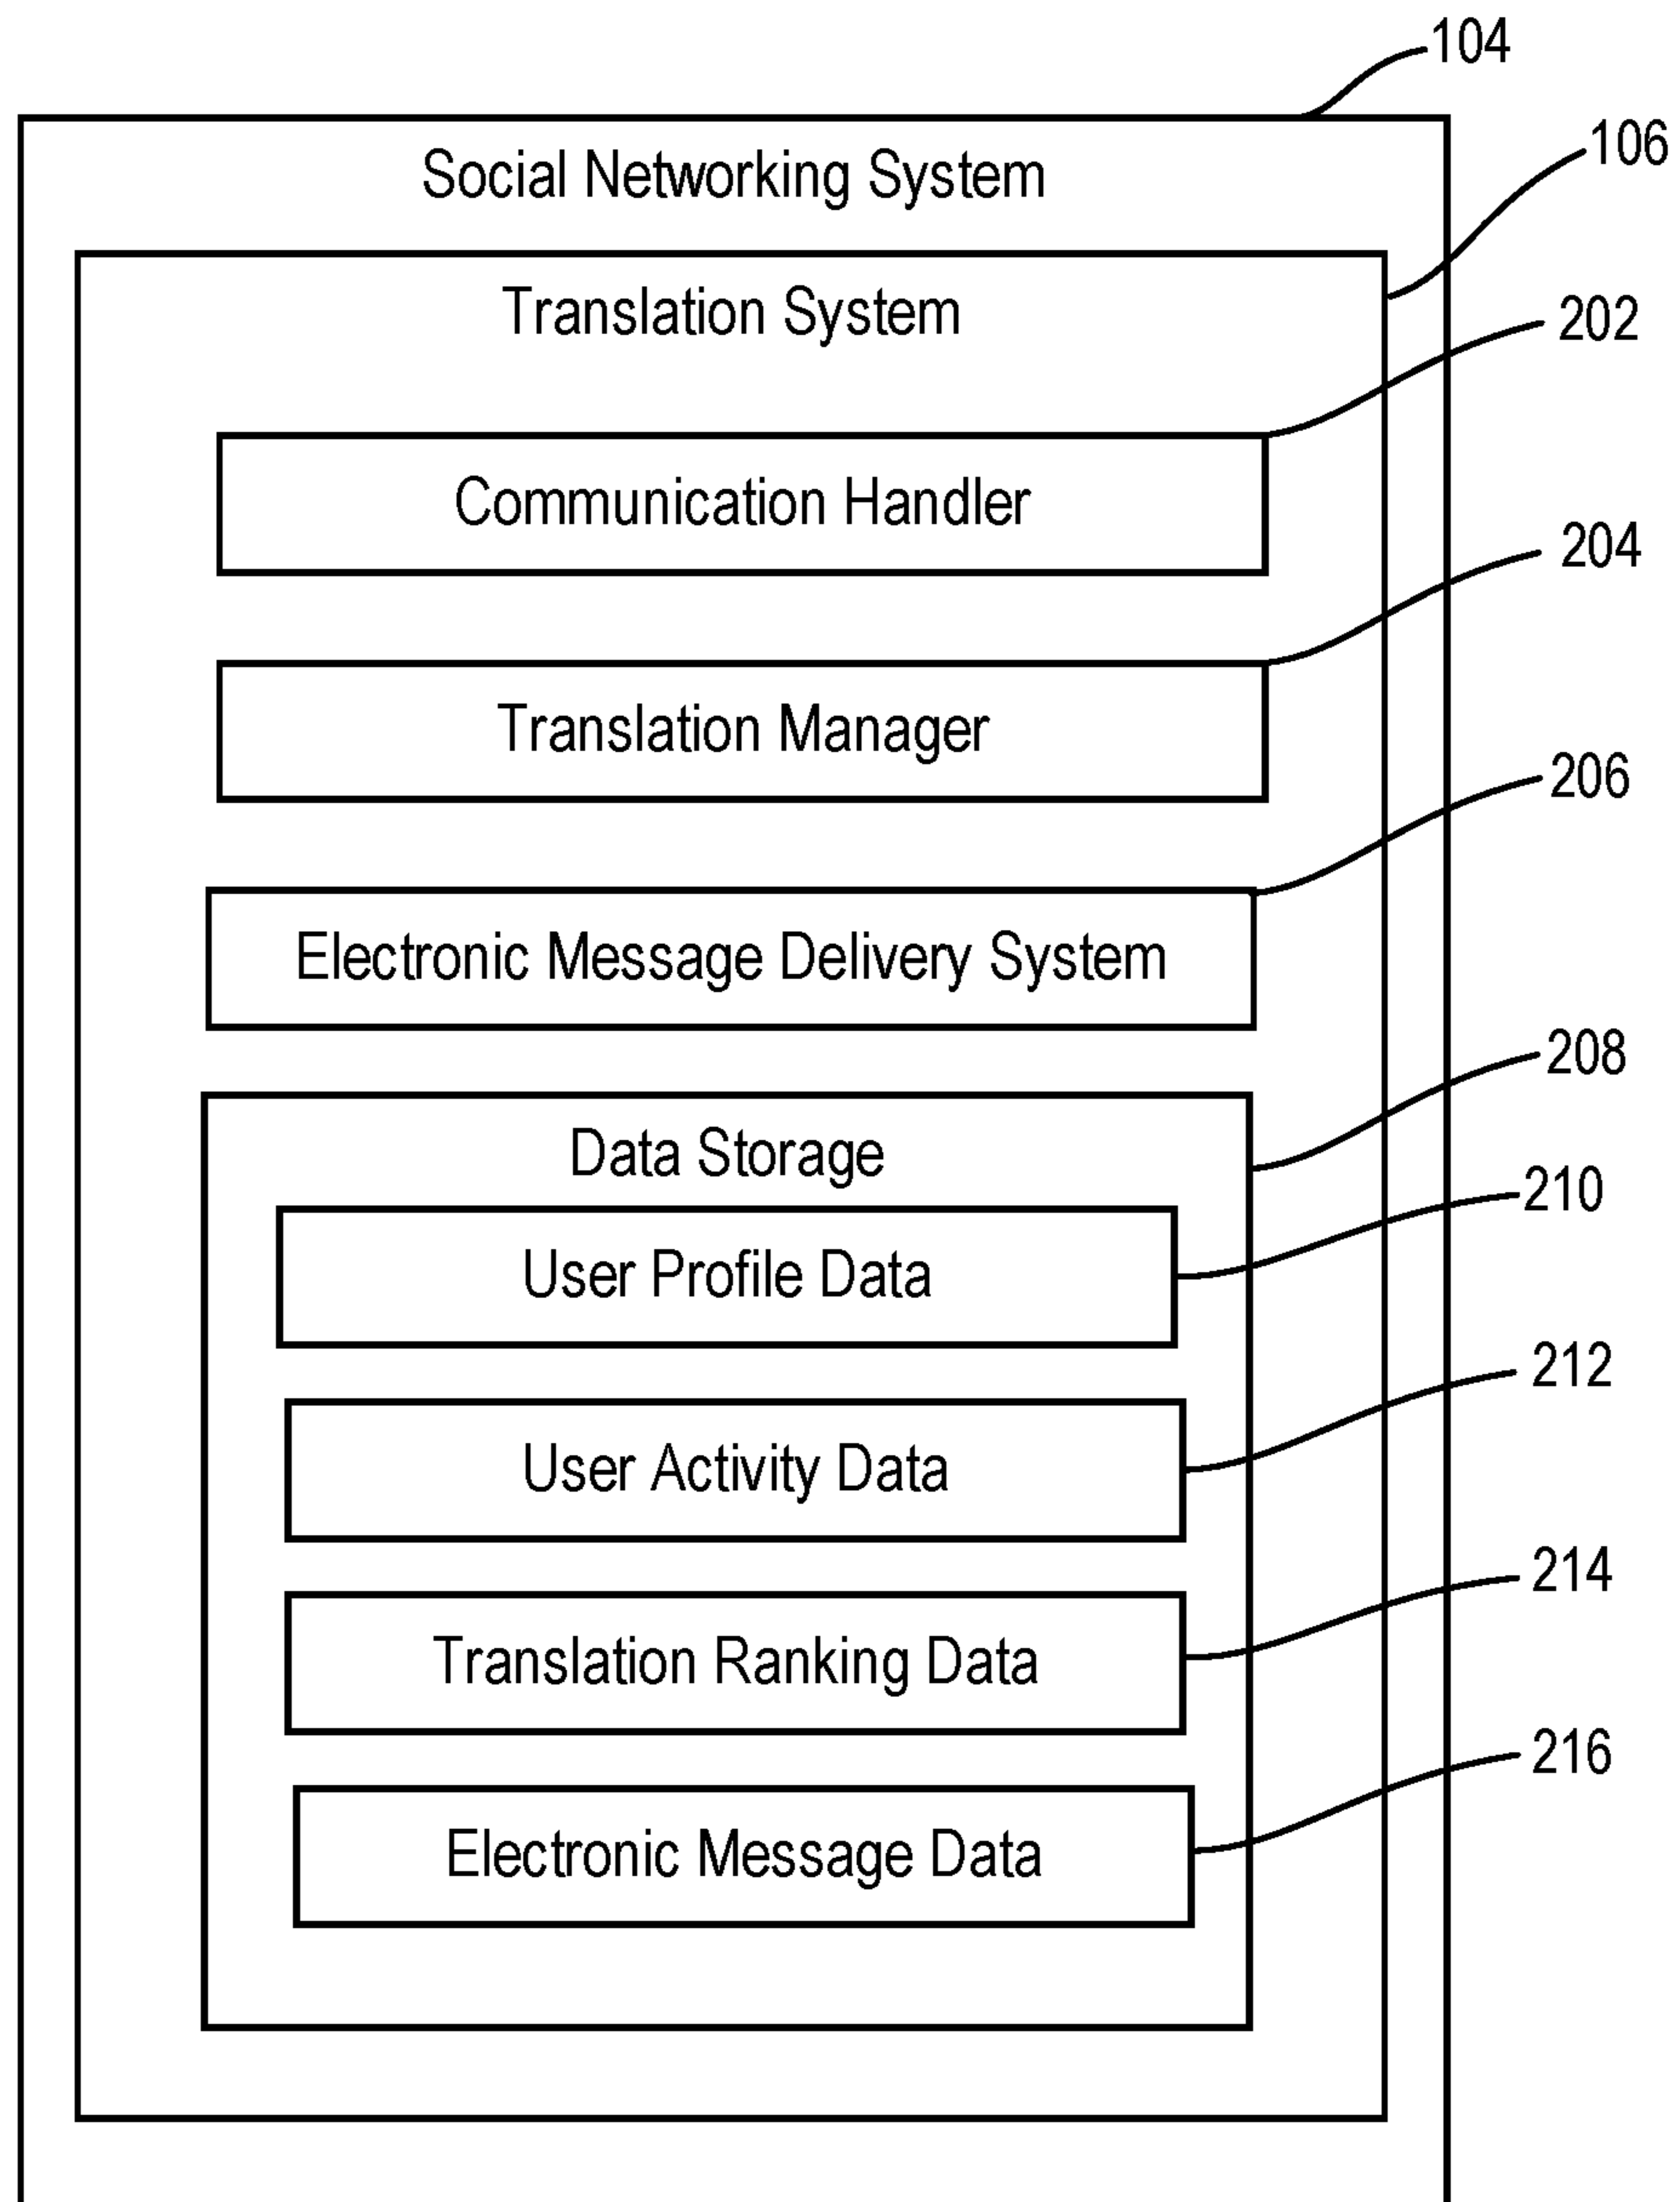 104
Social Networking System
106
Translation System
202
Communication Handler
204
Translation Manager
206
Electronic Message Delivery System
208
Data Storage
210
User Profile Data
212
User Activity Data
214
Translation Ranking Data
216
Electronic Message Data